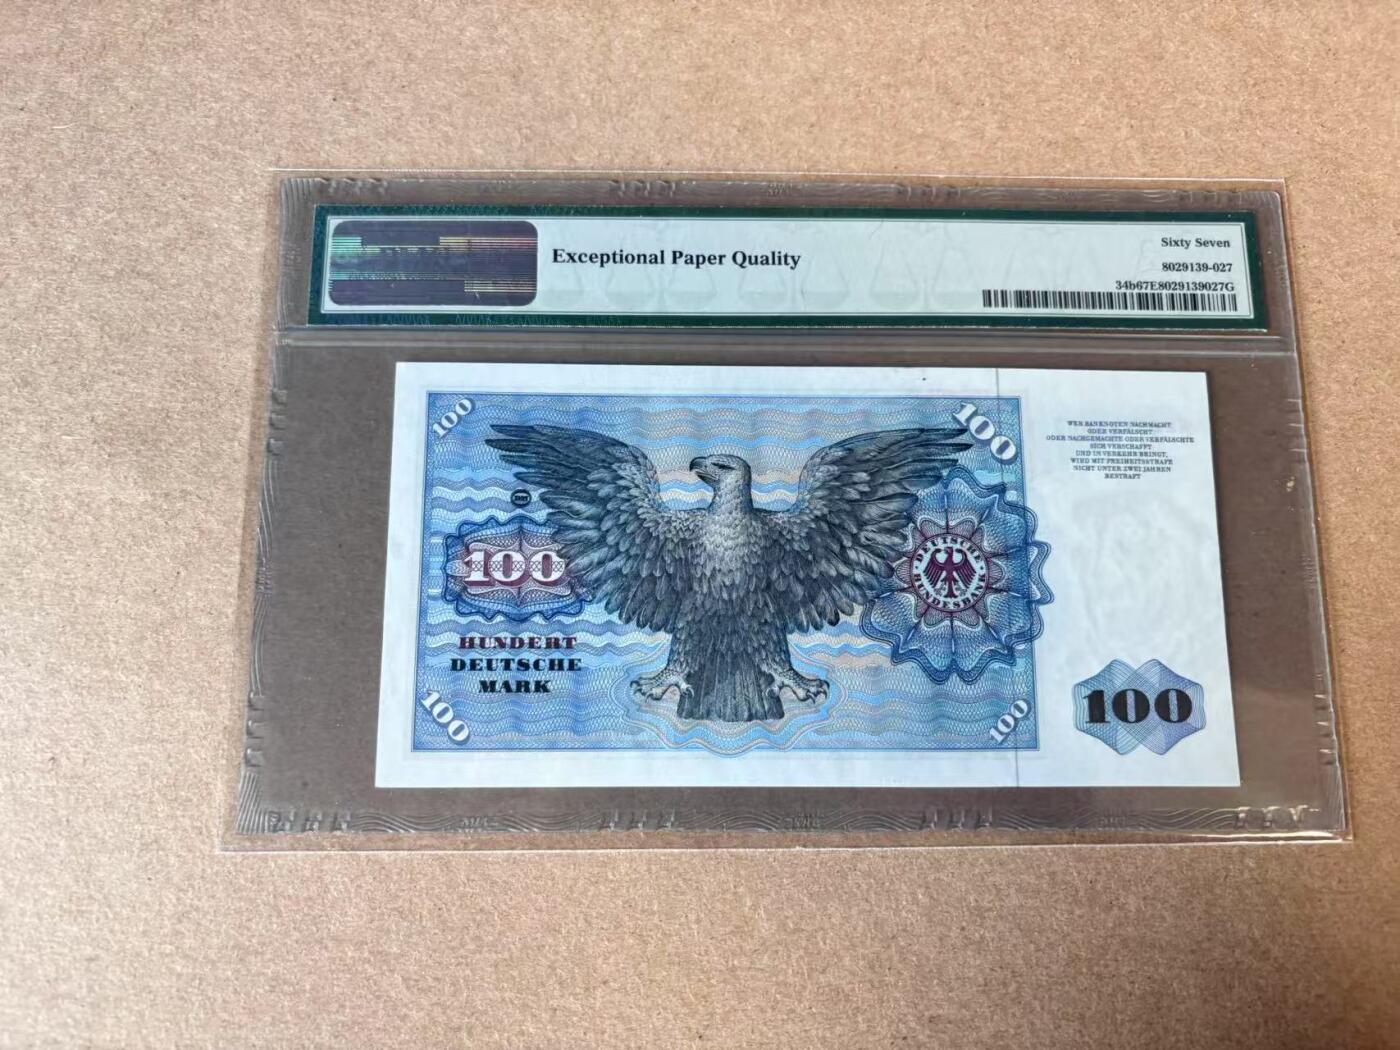 Exceptional Paper Quality
Sixty Seven
8029139-027
34b67E8029139027G
100
100
WER BANKNOTEN NACHMACHT
ODER VERFÄLSCHT,
ODER NACHGEMACHTE ODER VERFÄLSCHTE
SICH VERSCHAFFT
UND IN VERKEHR BRINGT,
WIRD MIT FREIHEITSSTRAFE
NICHT UNTER ZWEI JAHREN
BESTRAFT
100
DEUTSCHE
BUNDESBANK
HUNDERT
DEUTSCHE
MARK
100
100
100